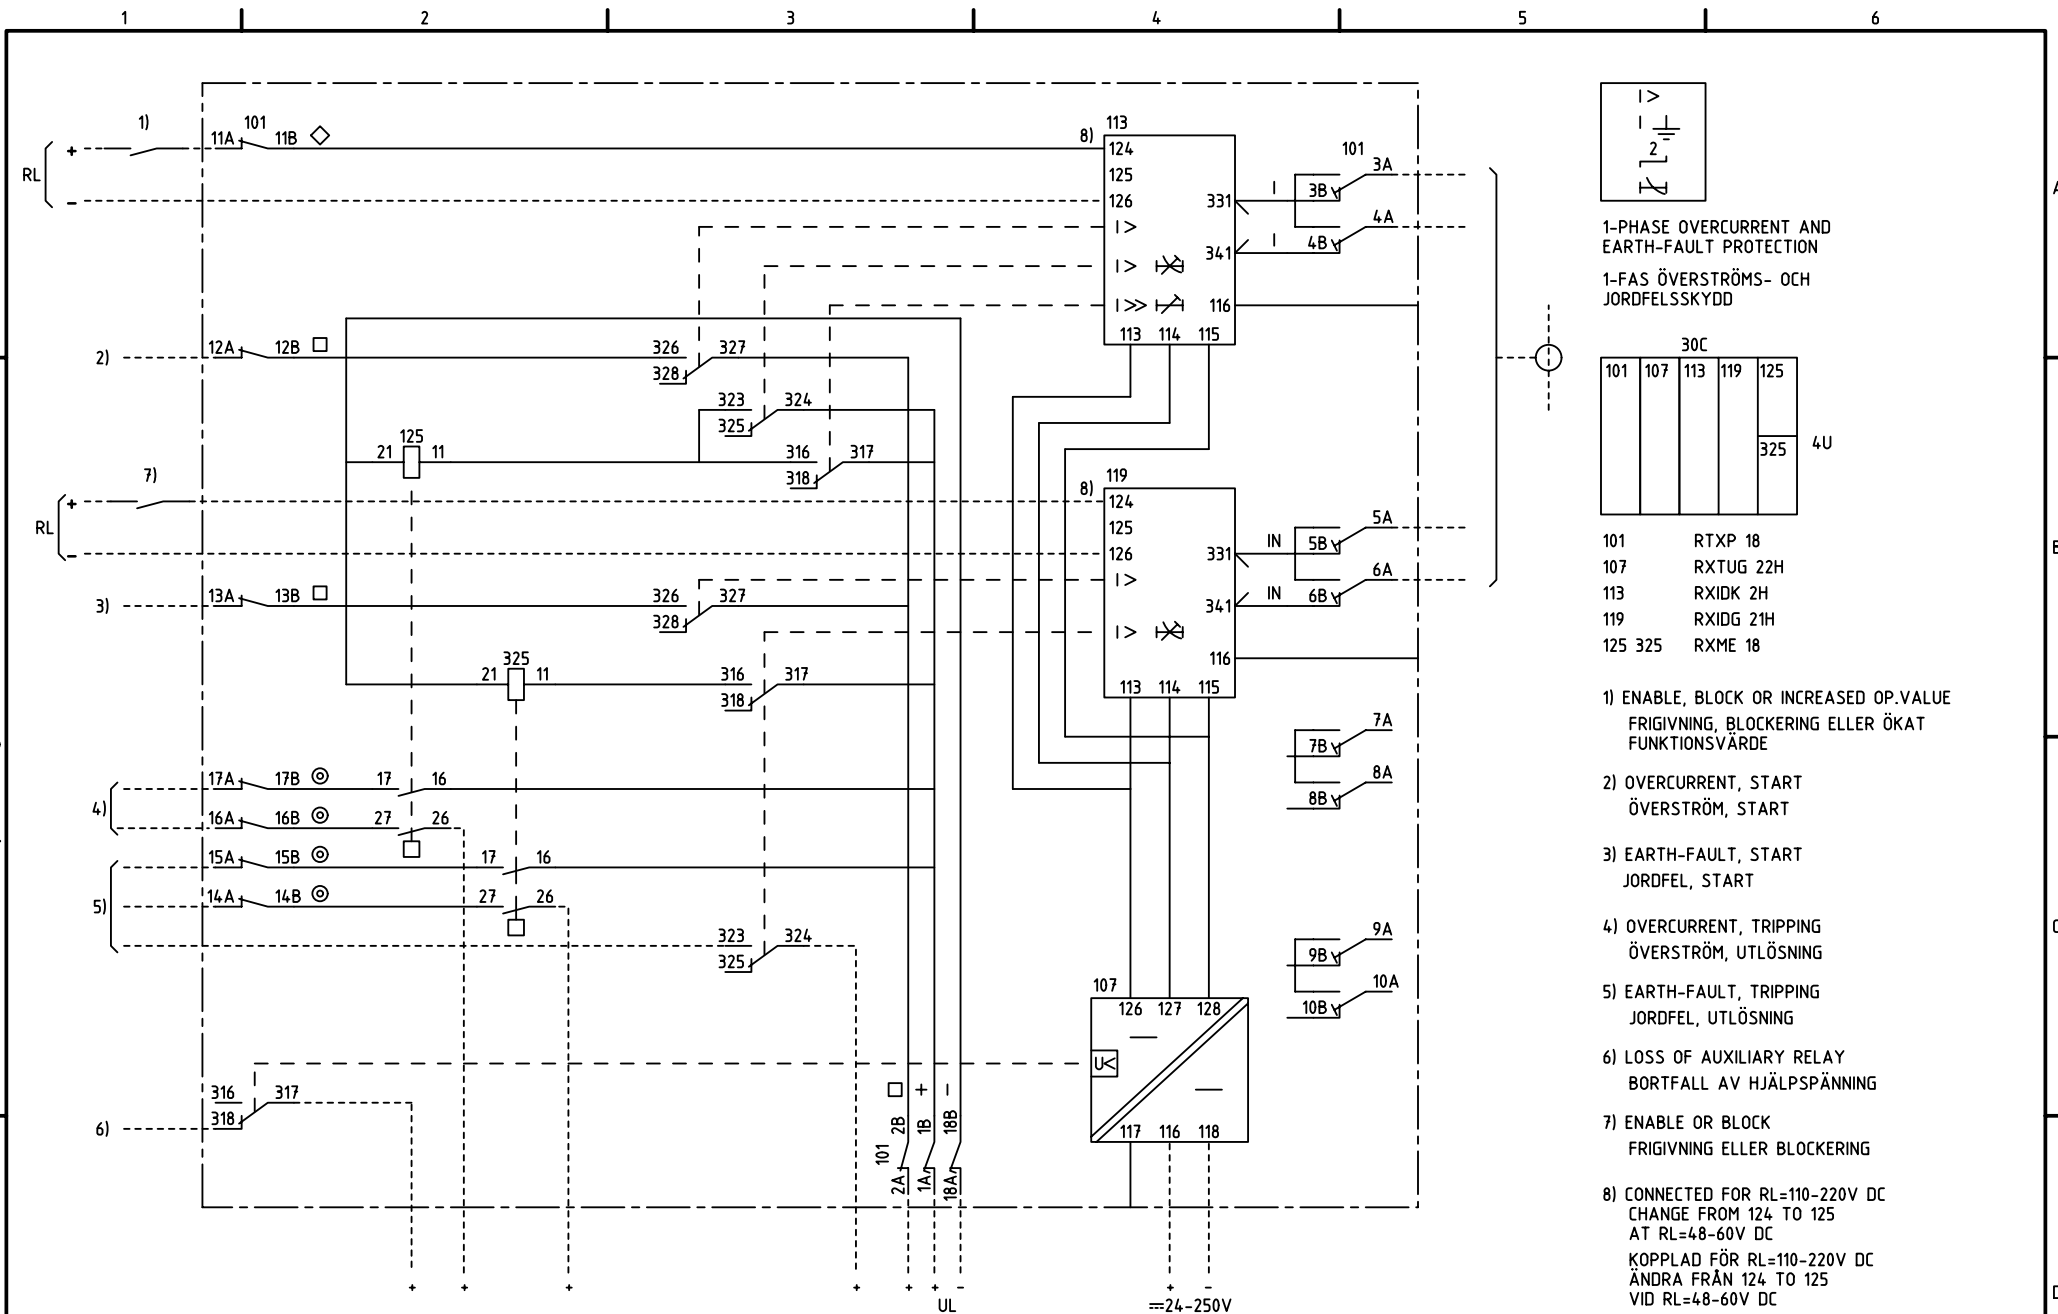 1 2 3 4 5 6
1) 101 113
11A 11B 8) 124
RL + 125 101 3A
- 126 331 I 3B
I> 341 I 4B 4A
I>
I>> 116
113 114 115
2) 12A 12B 326 327
328
323 324
325
125
21 11 316 317
318
7) 119
RL + 8) 124
125 5A
- 126 331 IN 5B
I> 6A
3) 13A 13B 326 327 341 IN 6B
328
I>
325 116
21 11 316 317
318 113 114 115
7A
7B
4) 17A 17B 17 16 8A
8B
16A 16B 27 26
15A 15B 17 16
5) 14A 14B 27 26
323 324 9A
325 9B
107 10A
126 127 128 10B
U<
316 317
318 + -
6) 101 2B 1B 18B 117 116 118
2A 1A 18A
+ + + + + + - + -
UL 24-250V
I>
2
1-PHASE OVERCURRENT AND
EARTH-FAULT PROTECTION
1-FAS ÖVERSTRÖMS- OCH
JORDFELSSKYDD
30C
101 107 113 119 125
325 4U
101 RTXP 18
107 RXTUG 22H
113 RXIDK 2H
119 RXIDG 21H
125 325 RXME 18
1) ENABLE, BLOCK OR INCREASED OP.VALUE
FRIGIVNING, BLOCKERING ELLER ÖKAT
FUNKTIONSVÄRDE
2) OVERCURRENT, START
ÖVERSTRÖM, START
3) EARTH-FAULT, START
JORDFEL, START
4) OVERCURRENT, TRIPPING
ÖVERSTRÖM, UTLÖSNING
5) EARTH-FAULT, TRIPPING
JORDFEL, UTLÖSNING
6) LOSS OF AUXILIARY RELAY
BORTFALL AV HJÄLPSPÄNNING
7) ENABLE OR BLOCK
FRIGIVNING ELLER BLOCKERING
8) CONNECTED FOR RL=110-220V DC
CHANGE FROM 124 TO 125
AT RL=48-60V DC
KOPPLAD FÖR RL=110-220V DC
ÄNDRA FRÅN 124 TO 125
VID RL=48-60V DC